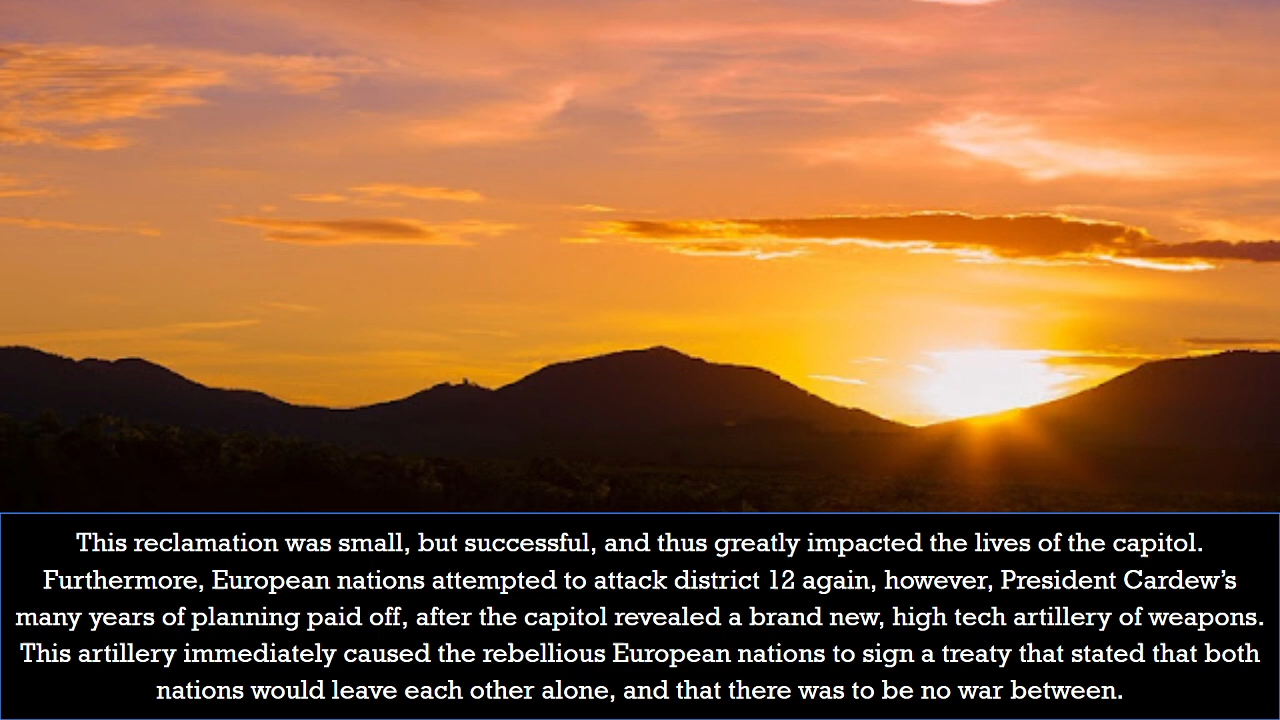 This reclamation was small, but successful, and thus greatly impacted the lives of the capitol.
Furthermore, European nations attempted to attack district 12 again, however, President Cardew’s
many years of planning paid off, after the capitol revealed a brand new, high tech artillery of weapons.
This artillery immediately caused the rebellious European nations to sign a treaty that stated that both
nations would leave each other alone, and that there was to be no war between.